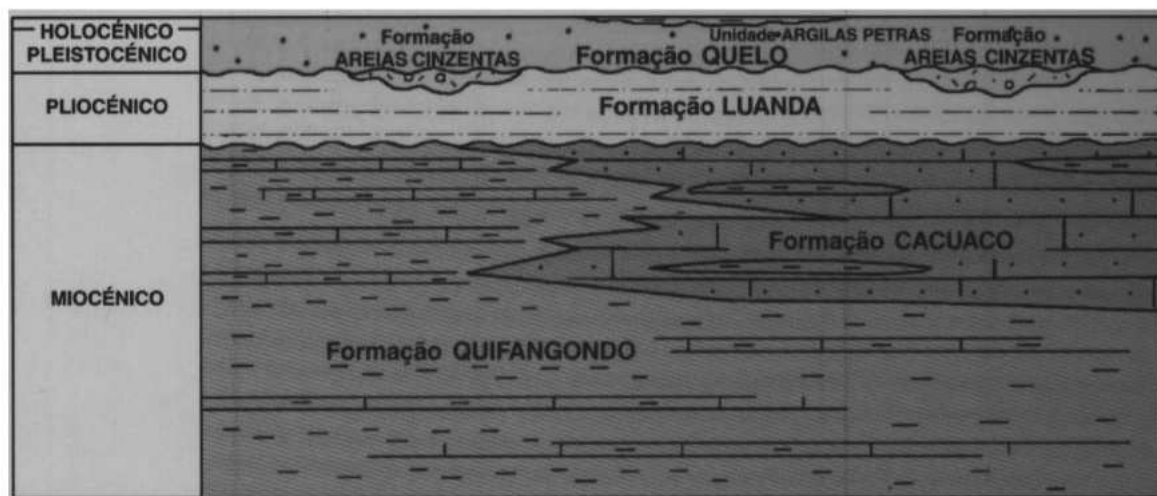 HOLOCÉNICO
PLEISTOCÉNICO
PLIOCÉNICO
MIOCÉNICO
Formação
AREIAS CINZENTAS
Unidade ARGILAS PETRAS
Formação QUELO
Formação
AREIAS CINZENTAS
Formação LUANDA
Formação CACUACO
Formação QUIFANGONDO